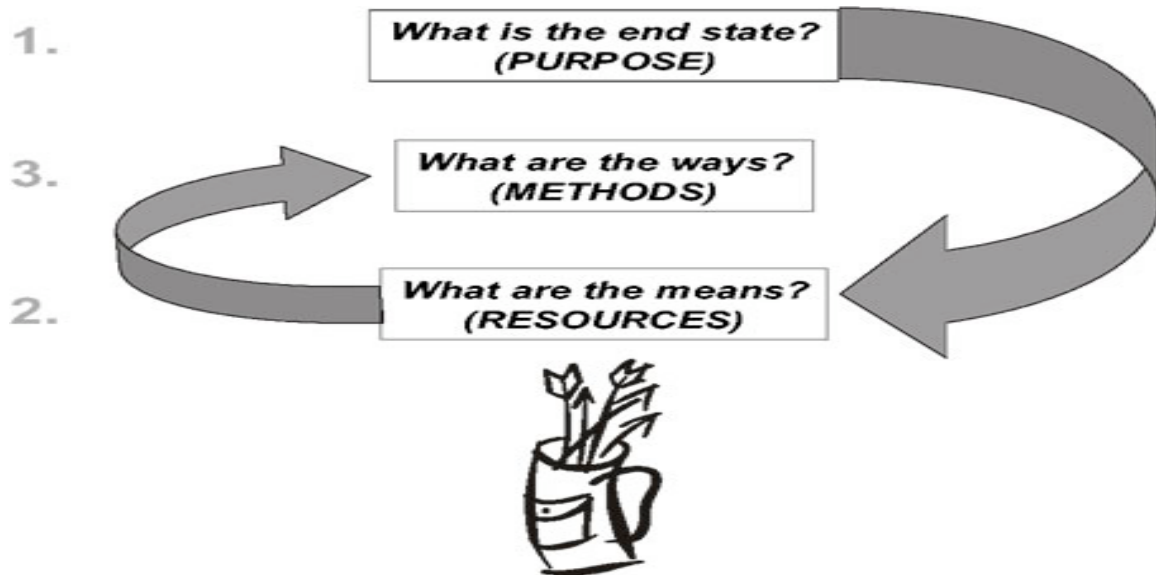 1.
What is the end state?
(PURPOSE)
3.
What are the ways?
(METHODS)
2.
What are the means?
(RESOURCES)